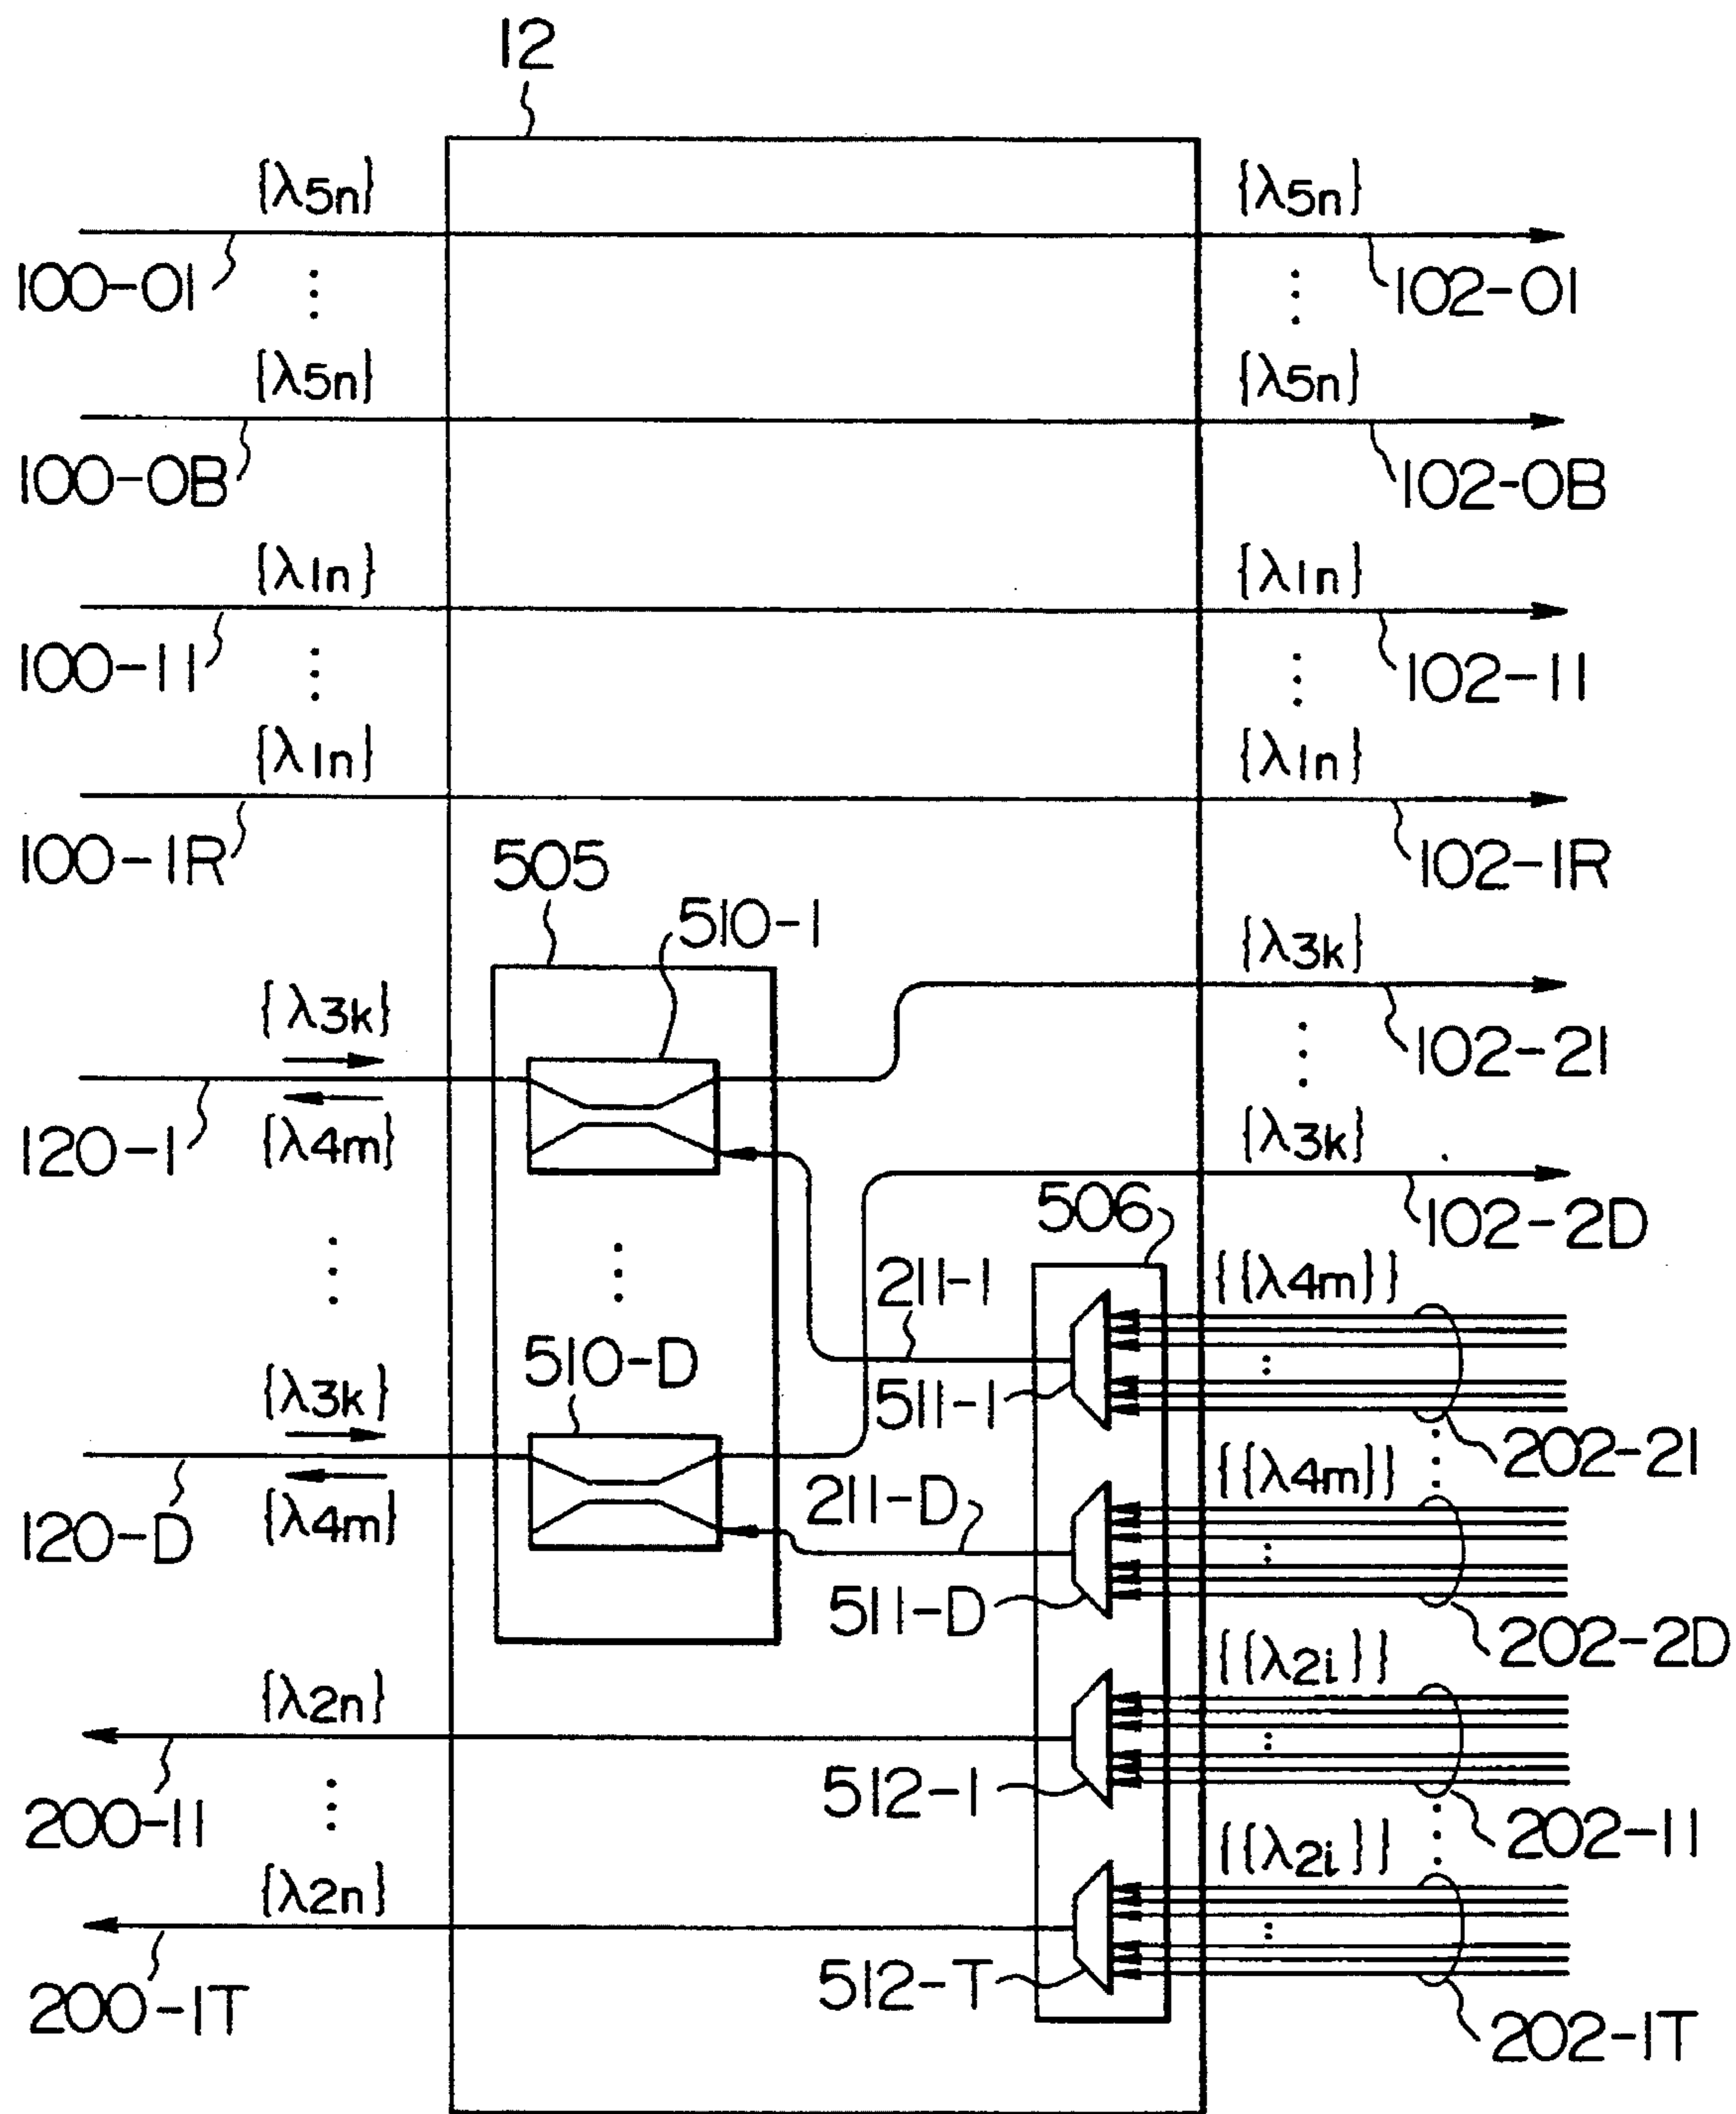 12
{λ5n} {λ5n}
100-01 102-01
{λ5n} {λ5n}
100-0B 102-0B
{λ1n} {λ1n}
100-11 102-11
{λ1n} {λ1n}
100-1R 102-1R
505
510-1
{λ3k} {λ3k}
120-1 102-21
{λ4m} {λ3k}
506 102-2D
211-1 {{λ4m}}
510-D
{λ3k} 511-1
202-21
{λ4m} 211-D {{λ4m}}
120-D
511-D 202-2D
{λ2n} {{λ2i}}
512-1
200-11 202-11
{λ2n} {{λ2i}}
512-T
200-1T 202-1T